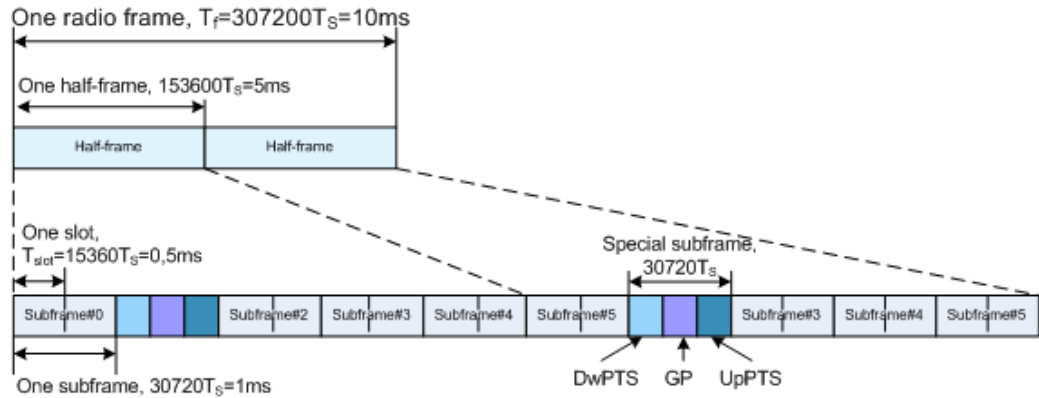 One radio frame, Tf=307200TS=10ms
One half-frame, 153600TS=5ms
Half-frame
Half-frame
One slot,
Tslot=15360TS=0,5ms
Special subframe,
30720TS
Subframe#0
Subframe#2
Subframe#3
Subframe#4
Subframe#5
Subframe#3
Subframe#4
Subframe#5
DwPTS
GP
UpPTS
One subframe, 30720TS=1ms